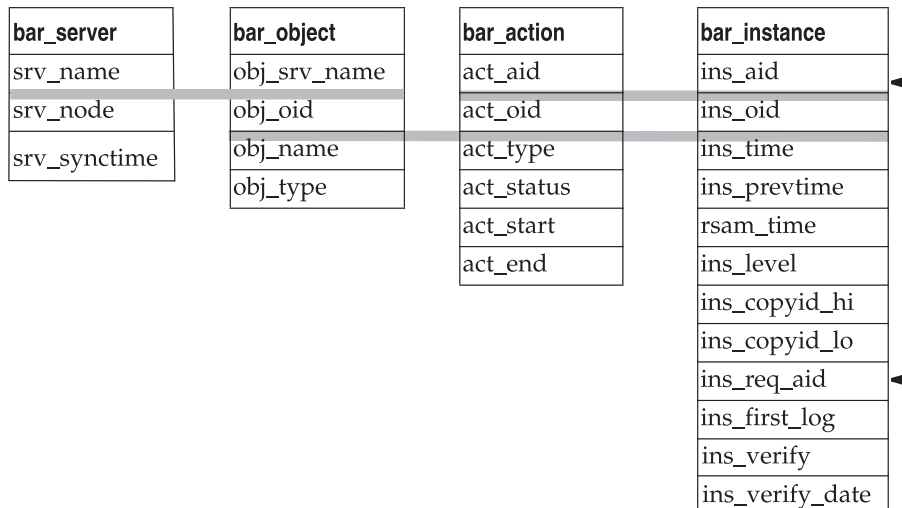 bar_server
srv_name
srv_node
srv_synctime
bar_object
obj_srv_name
obj_oid
obj_name
obj_type
bar_action
act_aid
act_oid
act_type
act_status
act_start
act_end
bar_instance
ins_aid
ins_oid
ins_time
ins_prevtime
rsam_time
ins_level
ins_copyid_hi
ins_copyid_lo
ins_req_aid
ins_first_log
ins_verify
ins_verify_date